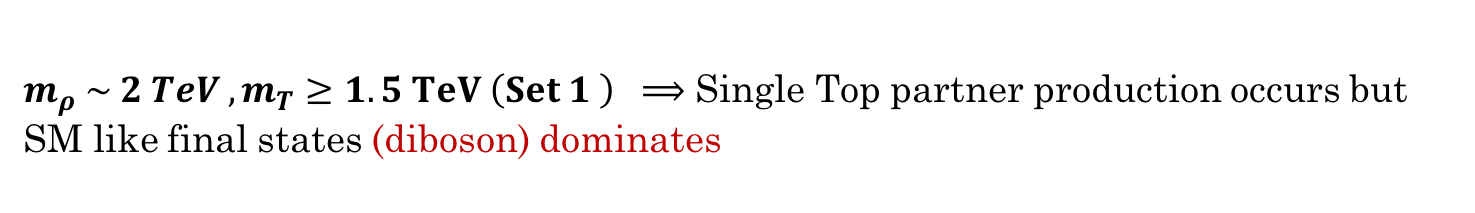 m_ρ ~ 2 TeV , m_T ≥ 1.5 TeV (Set 1 ) ⟹ Single Top partner production occurs but
SM like final states (diboson) dominates